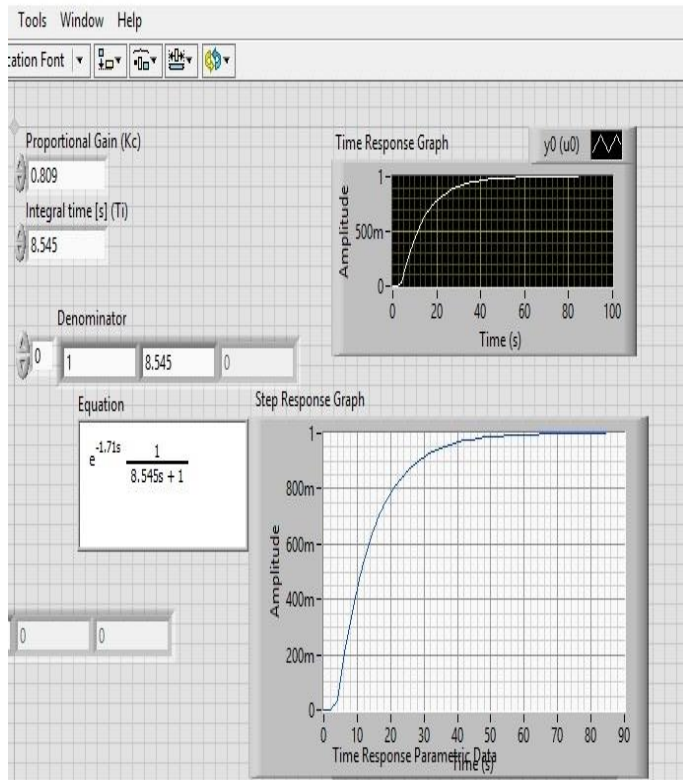 Tools Window Help
cation Font
Proportional Gain (Kc)
0.809
Integral time [s] (Ti)
8.545
Time Response Graph
y0 (u0)
Amplitude
1-
500m-
0-
0 20 40 60 80 100
Time (s)
Denominator
0 1 8.545 0
Equation
e^-1.71s 1
8.545s + 1
0 0
Step Response Graph
Amplitude
1-
800m-
600m-
400m-
200m-
0-
0 10 20 30 40 50 60 70 80 90
Time (s)
Time Response Parametric Data